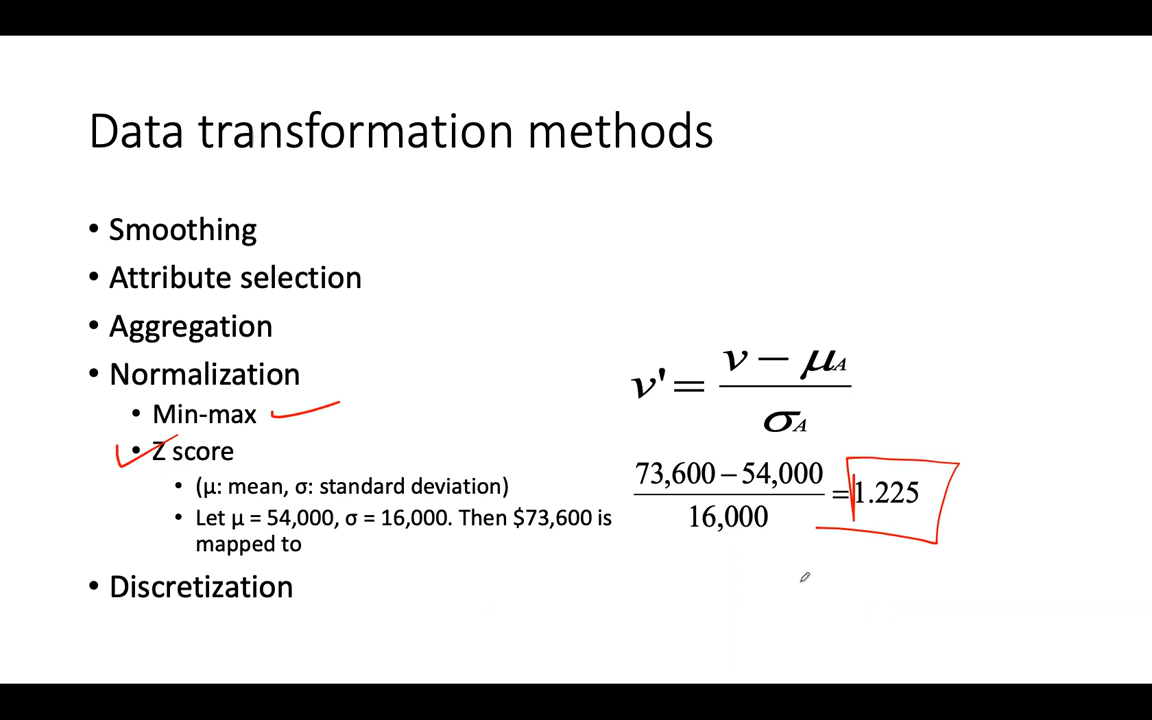 Data transformation methods
• Smoothing
• Attribute selection
• Aggregation
• Normalization
• Min-max
• Z score
• (μ: mean, σ: standard deviation)
• Let μ = 54,000, σ = 16,000. Then $73,600 is
mapped to
• Discretization
v' = (v − μA) / σA
(73,600 − 54,000) / 16,000 = 1.225